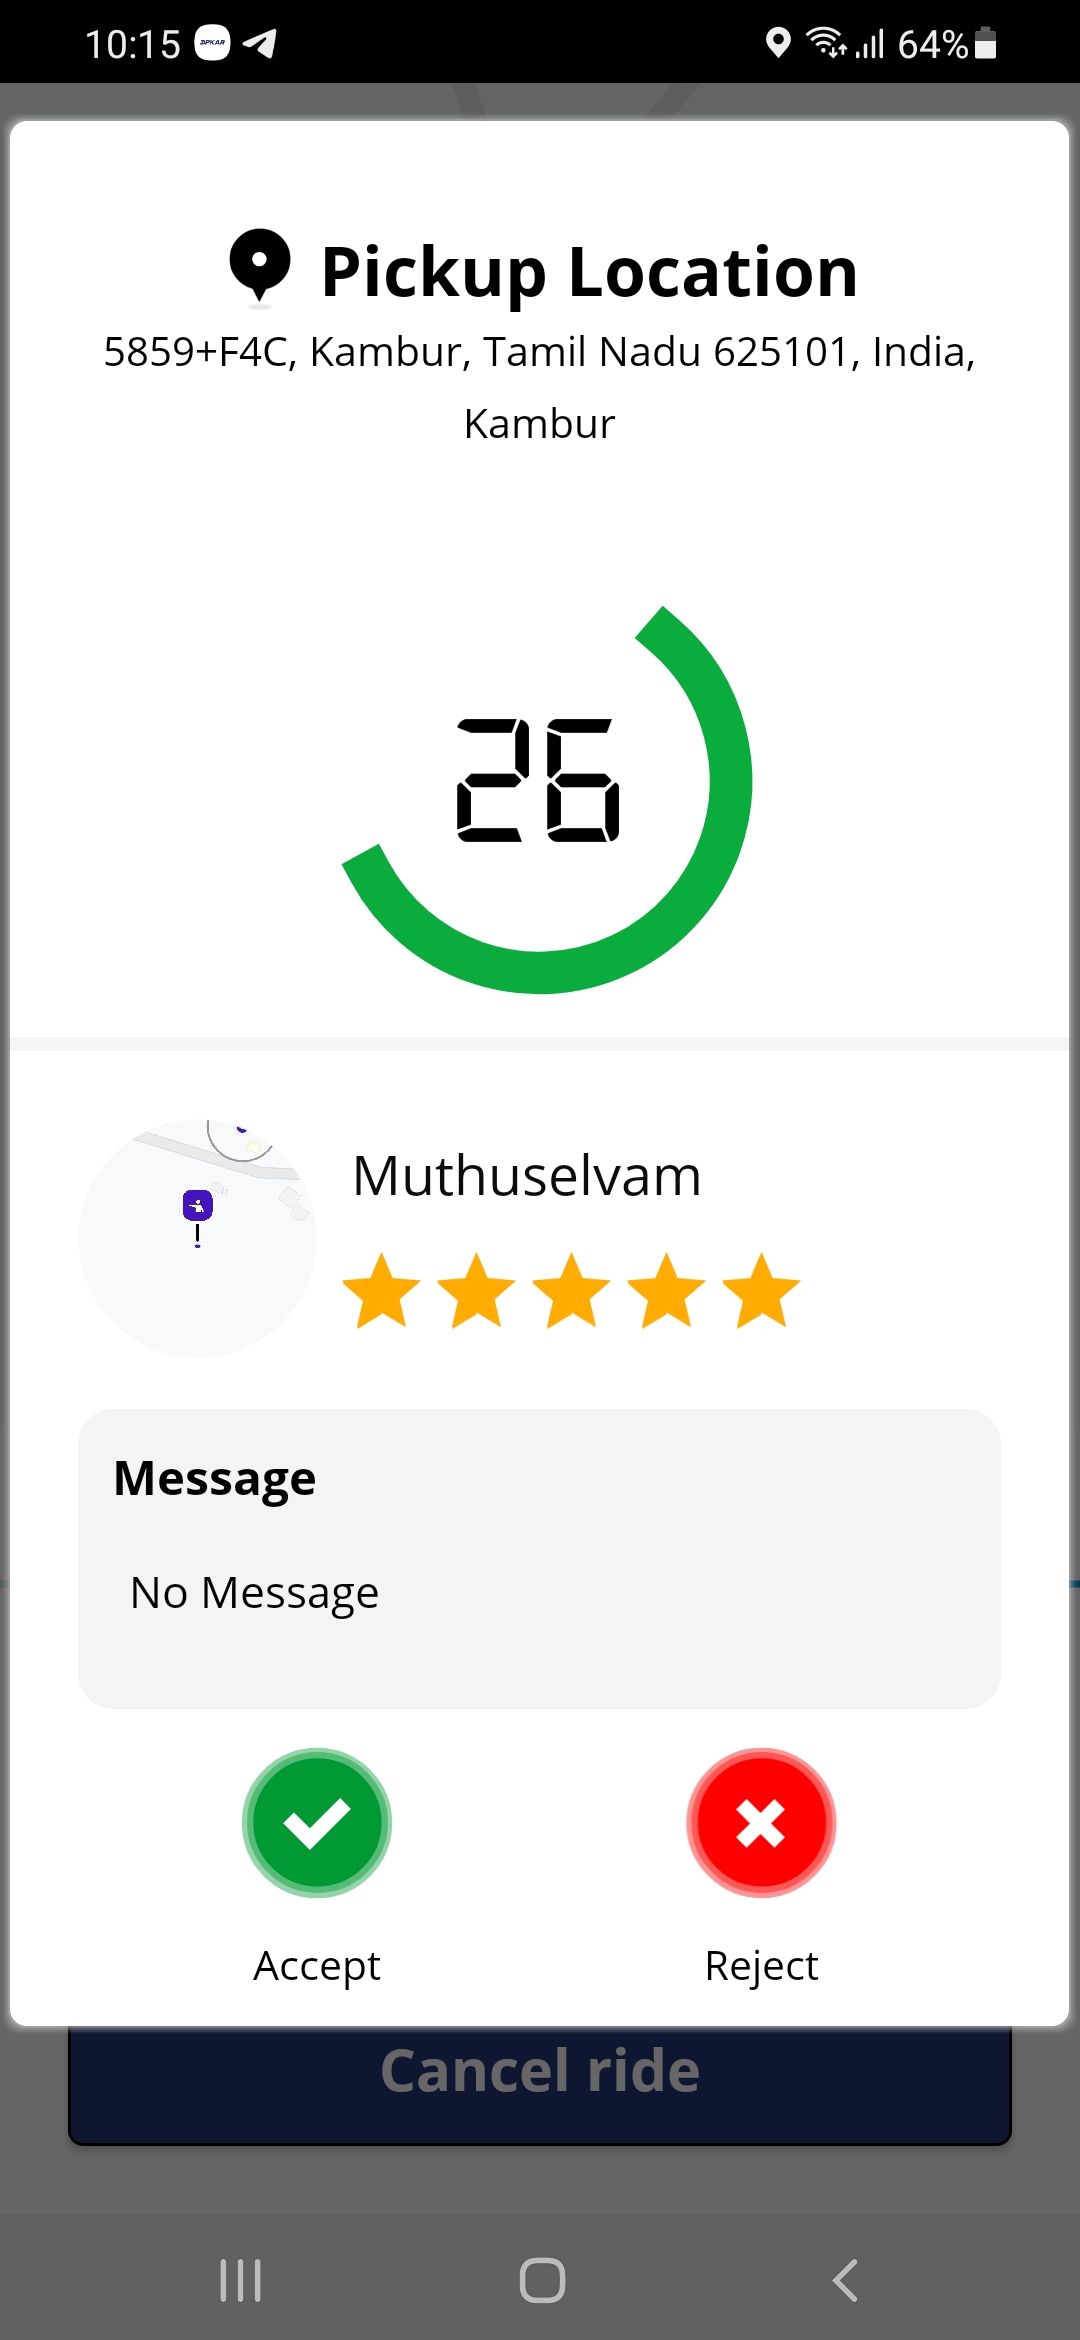 10:15
64%
Pickup Location
5859+F4C, Kambur, Tamil Nadu 625101, India,
Kambur
26
Muthuselvam
Message
No Message
Accept
Reject
Cancel ride